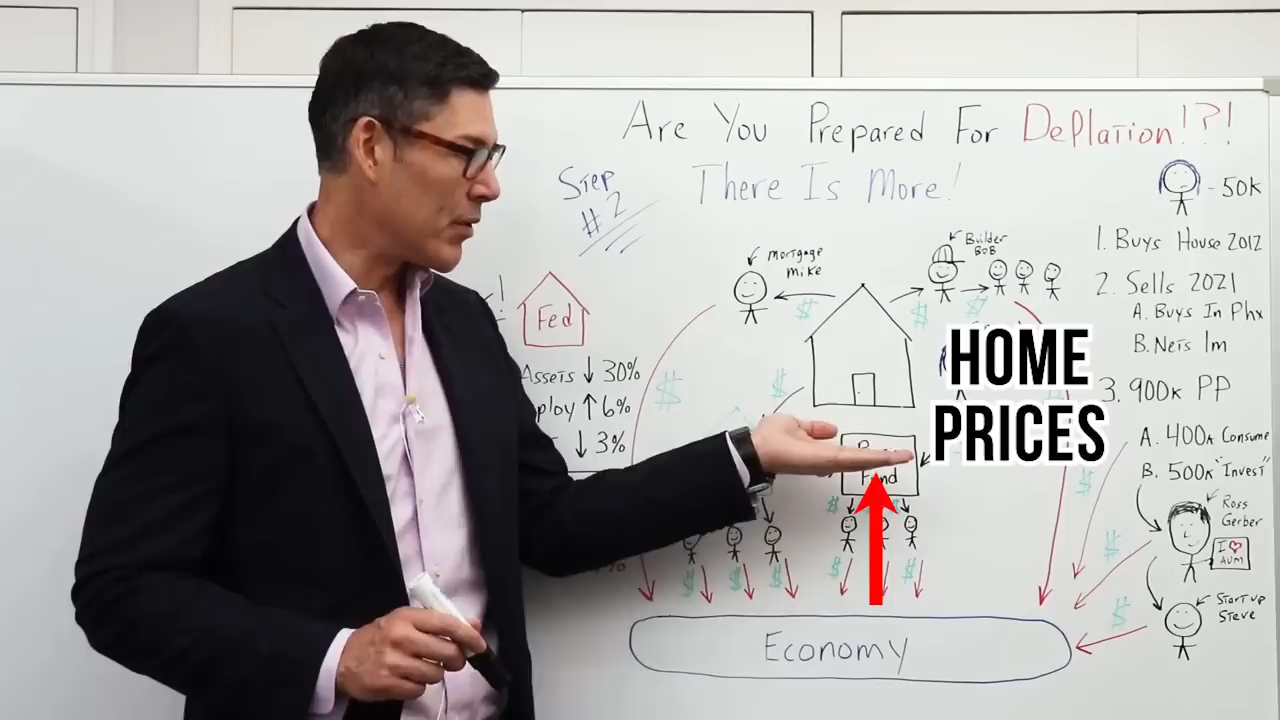 Are You Prepared For Deflation!?!
There Is More!
Step
#2
- 50K
Builder
BOB
mortgage
mike
1. Buys House 2012
2. Sells 2021
A. Buys In Phx
B. Nets 1m
3. 900k PP
A. 400k Consume
B. 500k "Invest"
Fed
Assets ↓ 30%
ploy ↑ 6%
↓ 3%
$
$
$
$
$
HOME
PRICES
Fund
$
$
$
$
$
$
$
$
$
$
Ross
Gerber
I ♡
AUM
Startup
Steve
Economy